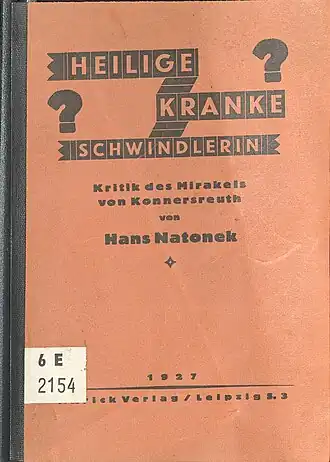 HEILIGE
?
?
KRANKE
SCHWINDLERIN
Kritik des Mirakels
von Konnersreuth
von
Hans Natonek
6 E
2154
1927
Verlag / Leipzig S. 3